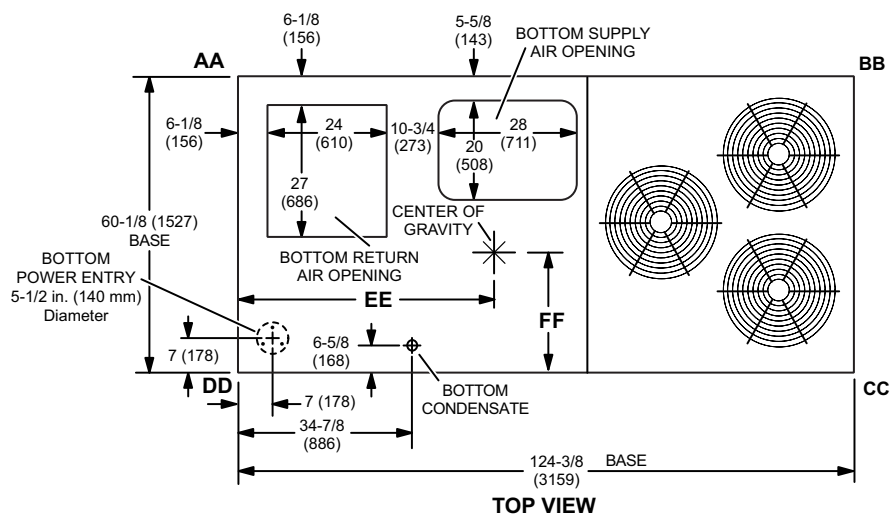 6-1/8
(156)
5-5/8
(143)
BOTTOM SUPPLY
AIR OPENING
AA
BB
6-1/8
(156)
24
(610)
10-3/4
(273)
28
(711)
20
(508)
27
(686)
60-1/8 (1527)
BASE
CENTER OF
GRAVITY
BOTTOM RETURN
AIR OPENING
BOTTOM
POWER ENTRY
5-1/2 in. (140 mm)
Diameter
EE
FF
7 (178)
6-5/8
(168)
DD
7 (178)
BOTTOM
CONDENSATE
CC
34-7/8
(886)
124-3/8 BASE
(3159)
TOP VIEW